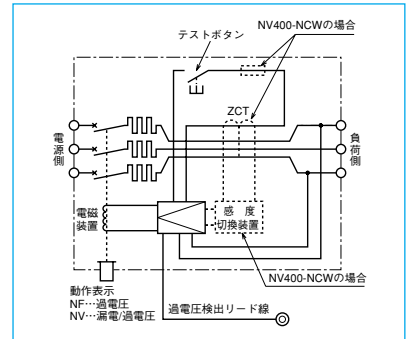 テストボタン
NV400-NCWの場合
ZCT
電源側
負荷側
電磁
装置
感 度
切換装置
NV400-NCWの場合
動作表示
NF…過電圧
NV…漏電/過電圧
過電圧検出リード線